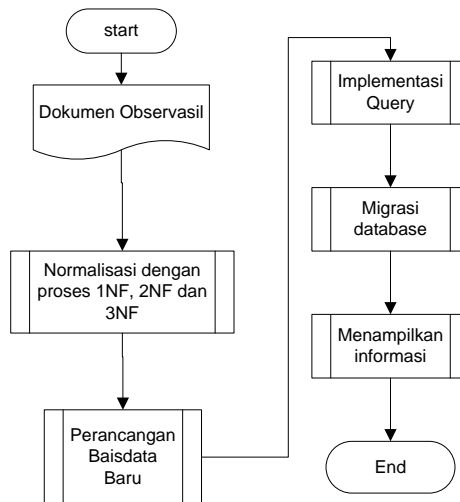 start
Dokumen Observasil
Normalisasi dengan
proses 1NF, 2NF dan
3NF
Perancangan
Baisdata
Baru
Implementasi
Query
Migrasi
database
Menampilkan
informasi
End